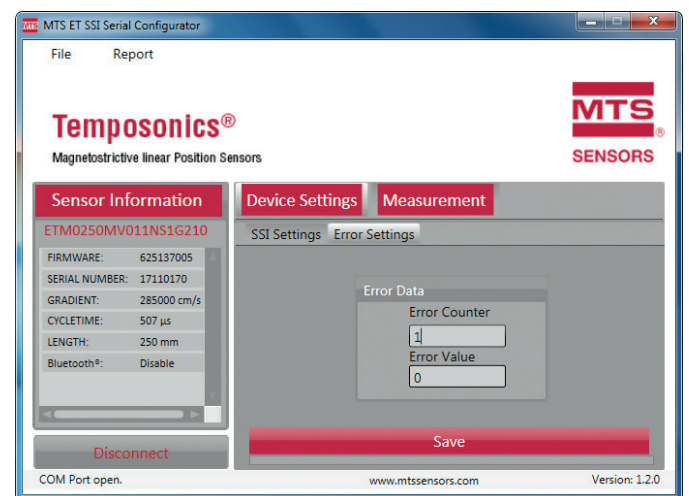 MTS MTS ET SSI Serial Configurator
File Report
Temposonics®
Magnetostrictive linear Position Sensors
MTS®
SENSORS
Sensor Information
ETM0250MV011NS1G210
FIRMWARE: 625137005
SERIAL NUMBER: 17110170
GRADIENT: 285000 cm/s
CYCLETIME: 507 µs
LENGTH: 250 mm
Bluetooth®: Disable
Disconnect
Device Settings Measurement
SSI Settings Error Settings
Error Data
Error Counter
1
Error Value
0
Save
COM Port open. www.mtssensors.com Version: 1.2.0